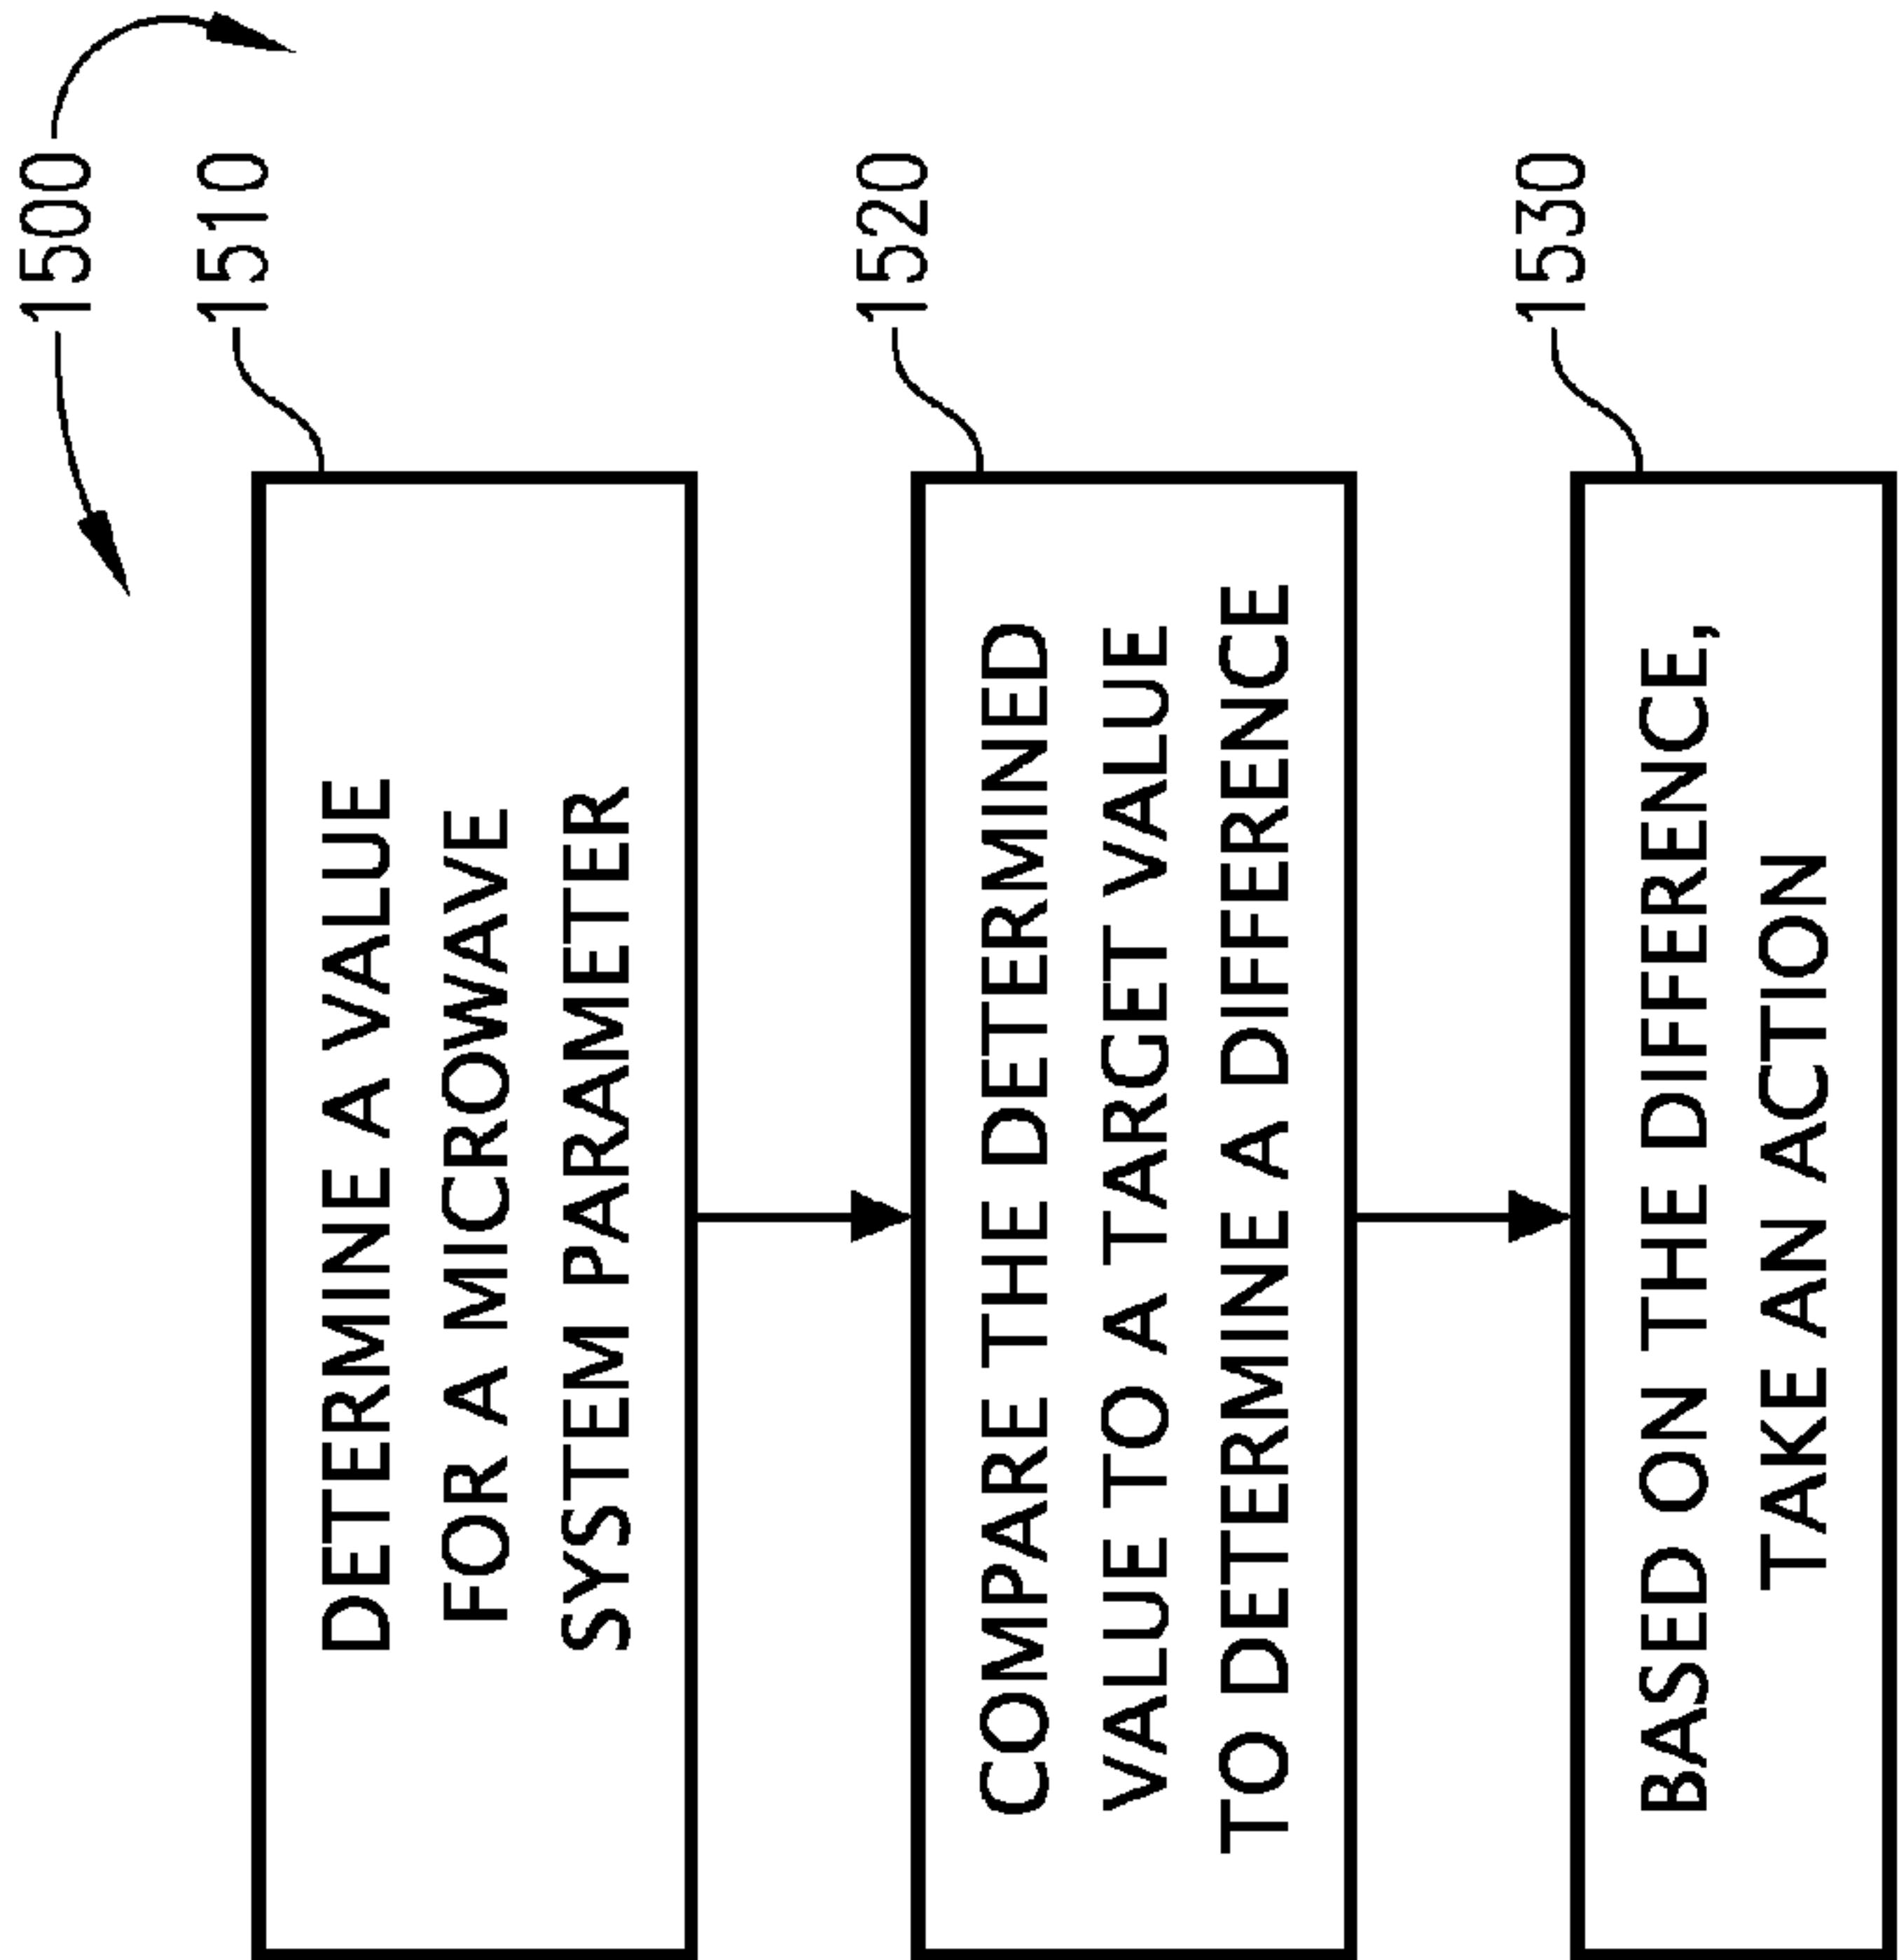 1500
1510
DETERMINE A VALUE
FOR A MICROWAVE
SYSTEM PARAMETER
1520
COMPARE THE DETERMINED
VALUE TO A TARGET VALUE
TO DETERMINE A DIFFERENCE
1530
BASED ON THE DIFFERENCE,
TAKE AN ACTION